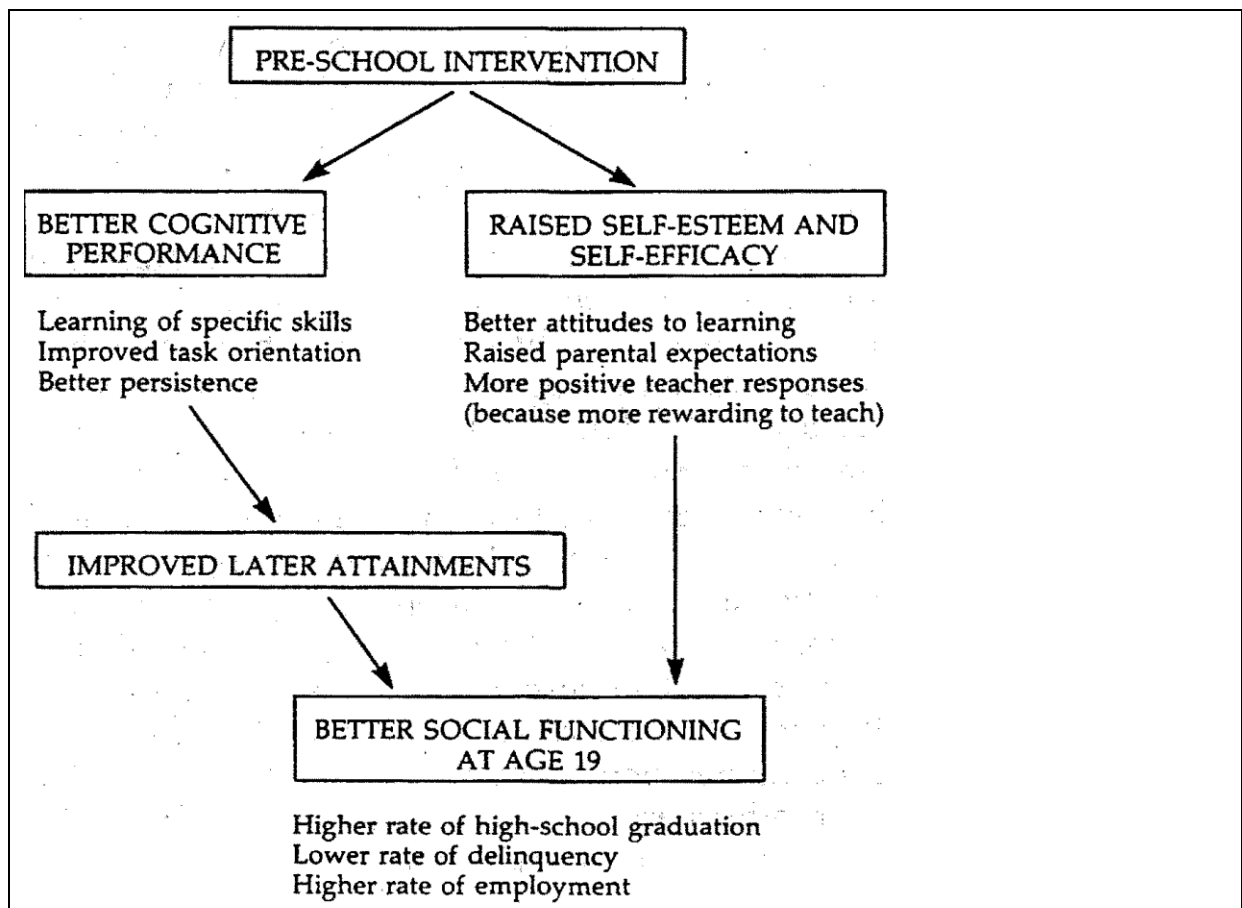 PRE-SCHOOL INTERVENTION
BETTER COGNITIVE
PERFORMANCE
RAISED SELF-ESTEEM AND
SELF-EFFICACY
Learning of specific skills
Improved task orientation
Better persistence
Better attitudes to learning
Raised parental expectations
More positive teacher responses
(because more rewarding to teach)
IMPROVED LATER ATTAINMENTS
BETTER SOCIAL FUNCTIONING
AT AGE 19
Higher rate of high-school graduation
Lower rate of delinquency
Higher rate of employment